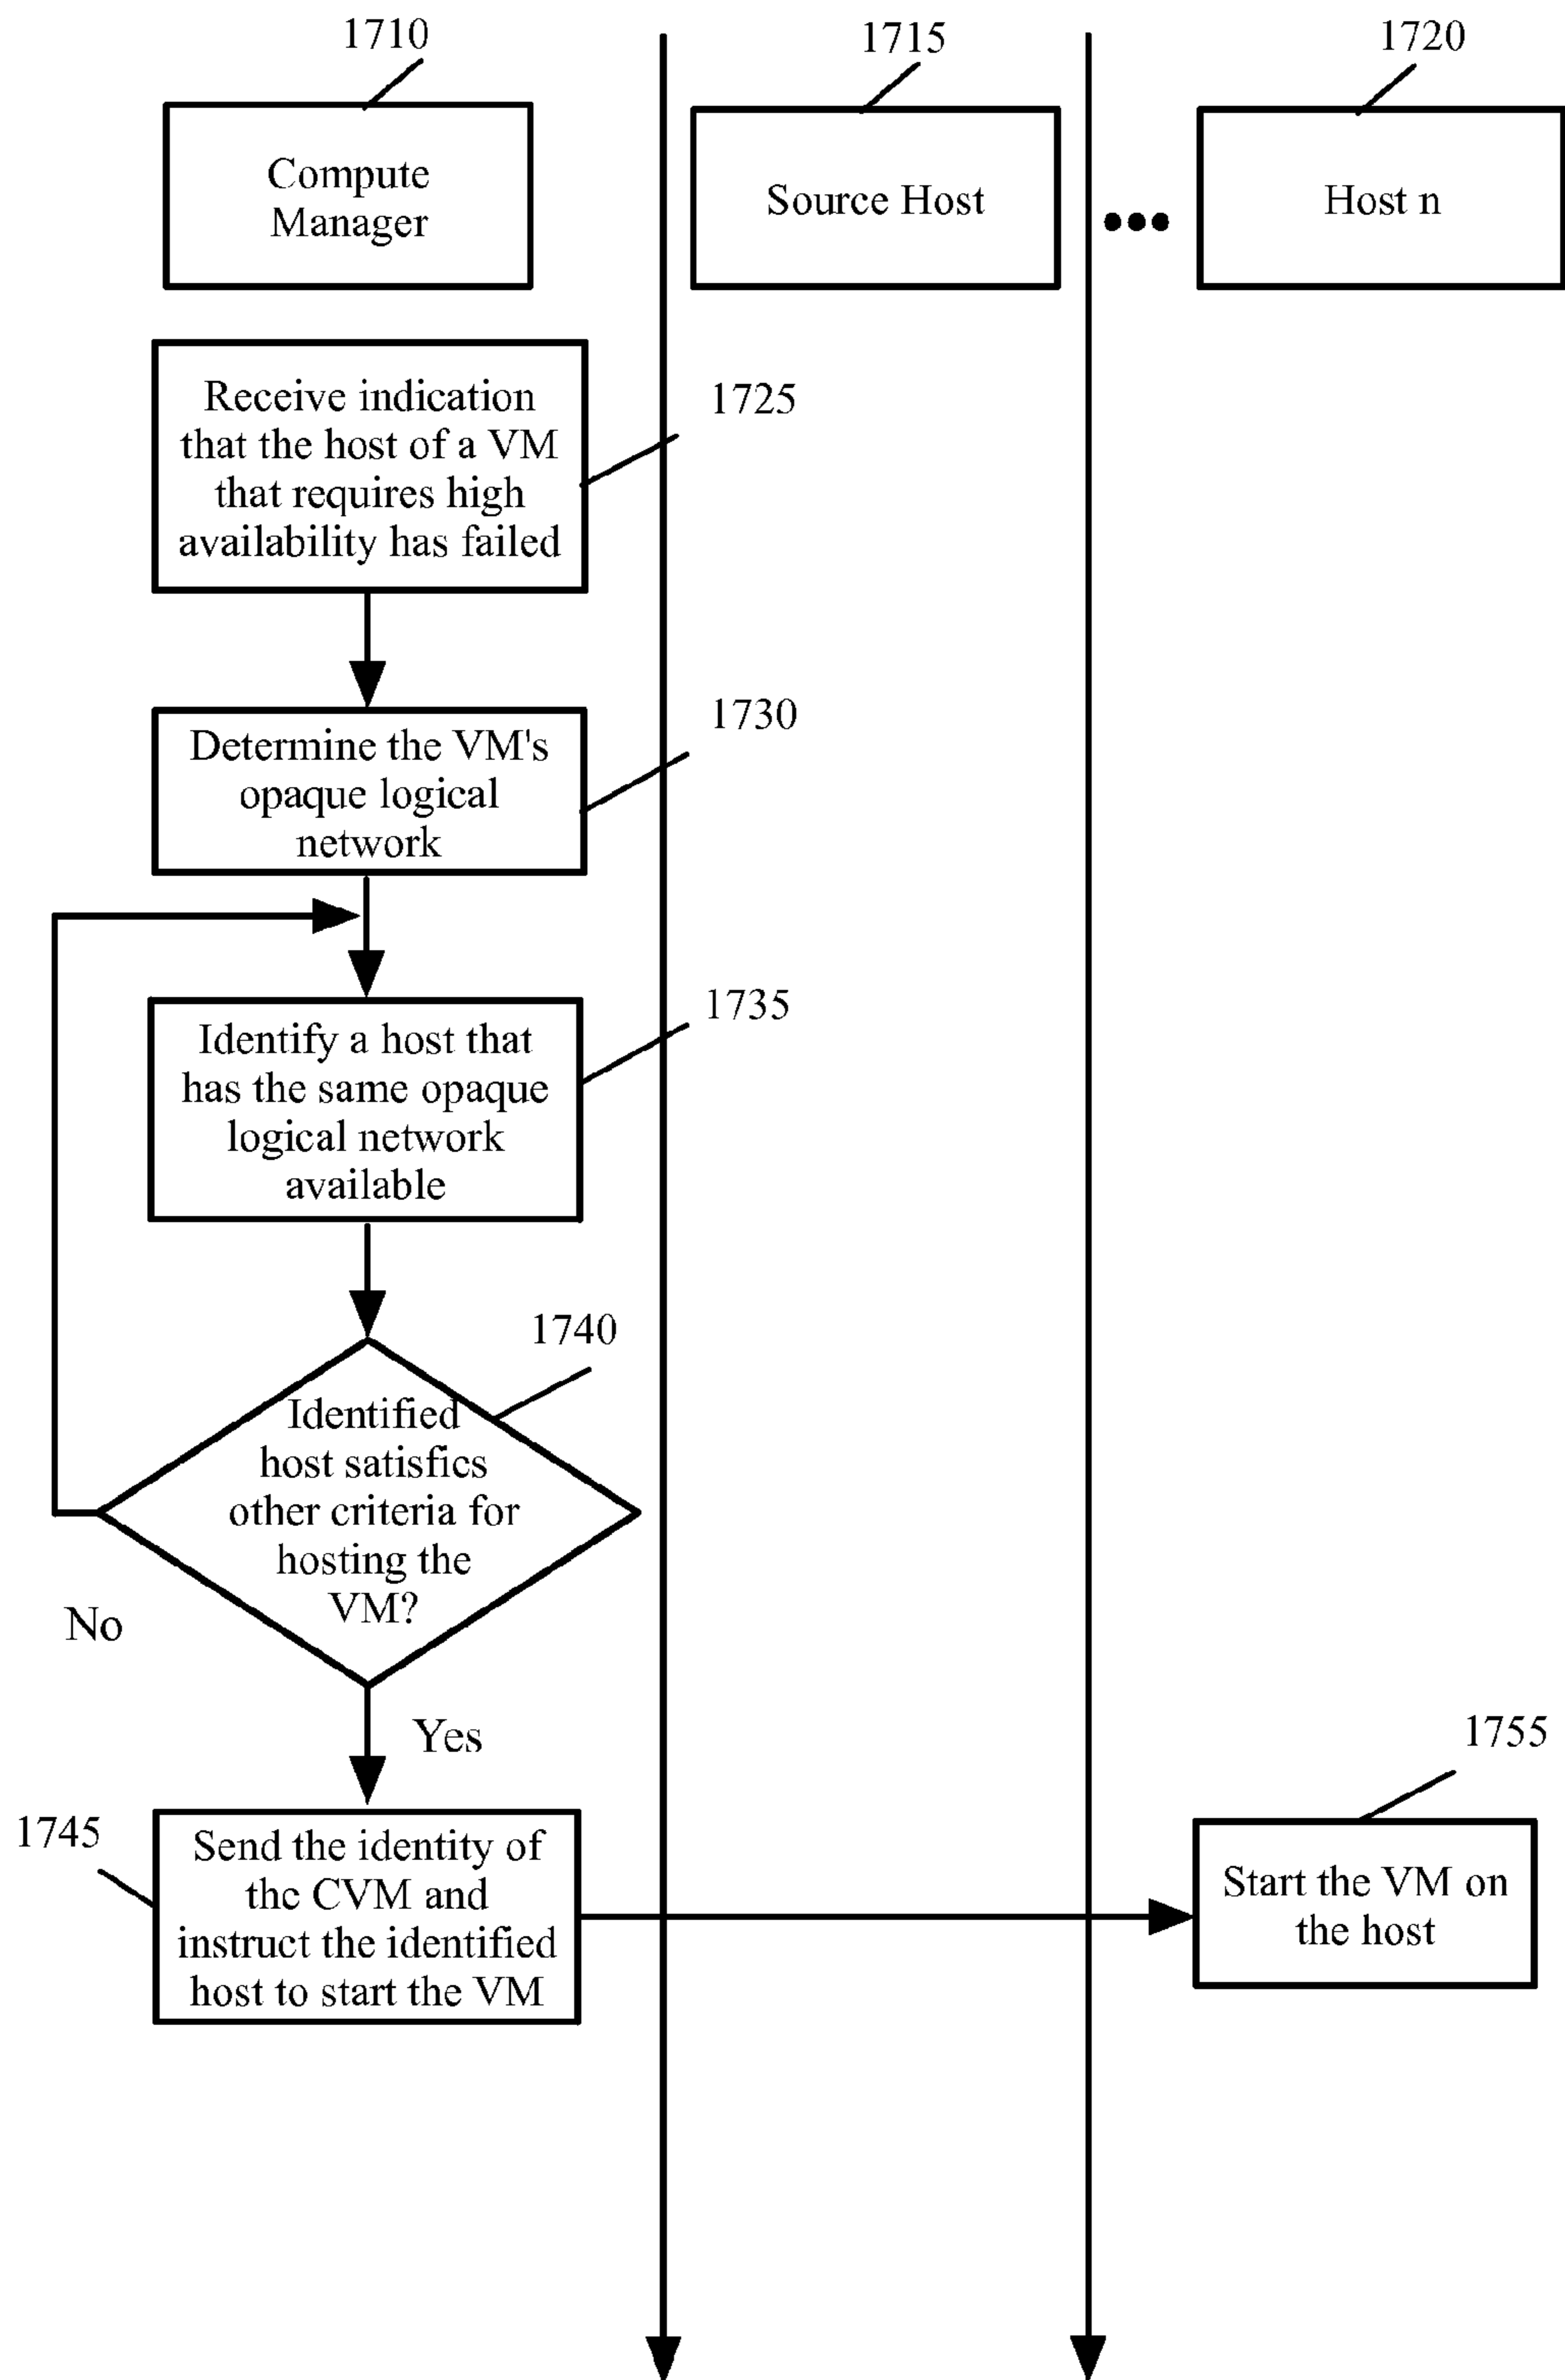 1710
1715
1720
Compute
Manager
Source Host
Host n
Receive indication
that the host of a VM
that requires high
availability has failed
1725
1730
Determine the VM's
opaque logical
network
1735
Identify a host that
has the same opaque
logical network
available
1740
Identified
host satisfies
other criteria for
hosting the
VM?
No
Yes
1755
1745
Send the identity of
the CVM and
instruct the identified
host to start the VM
Start the VM on
the host